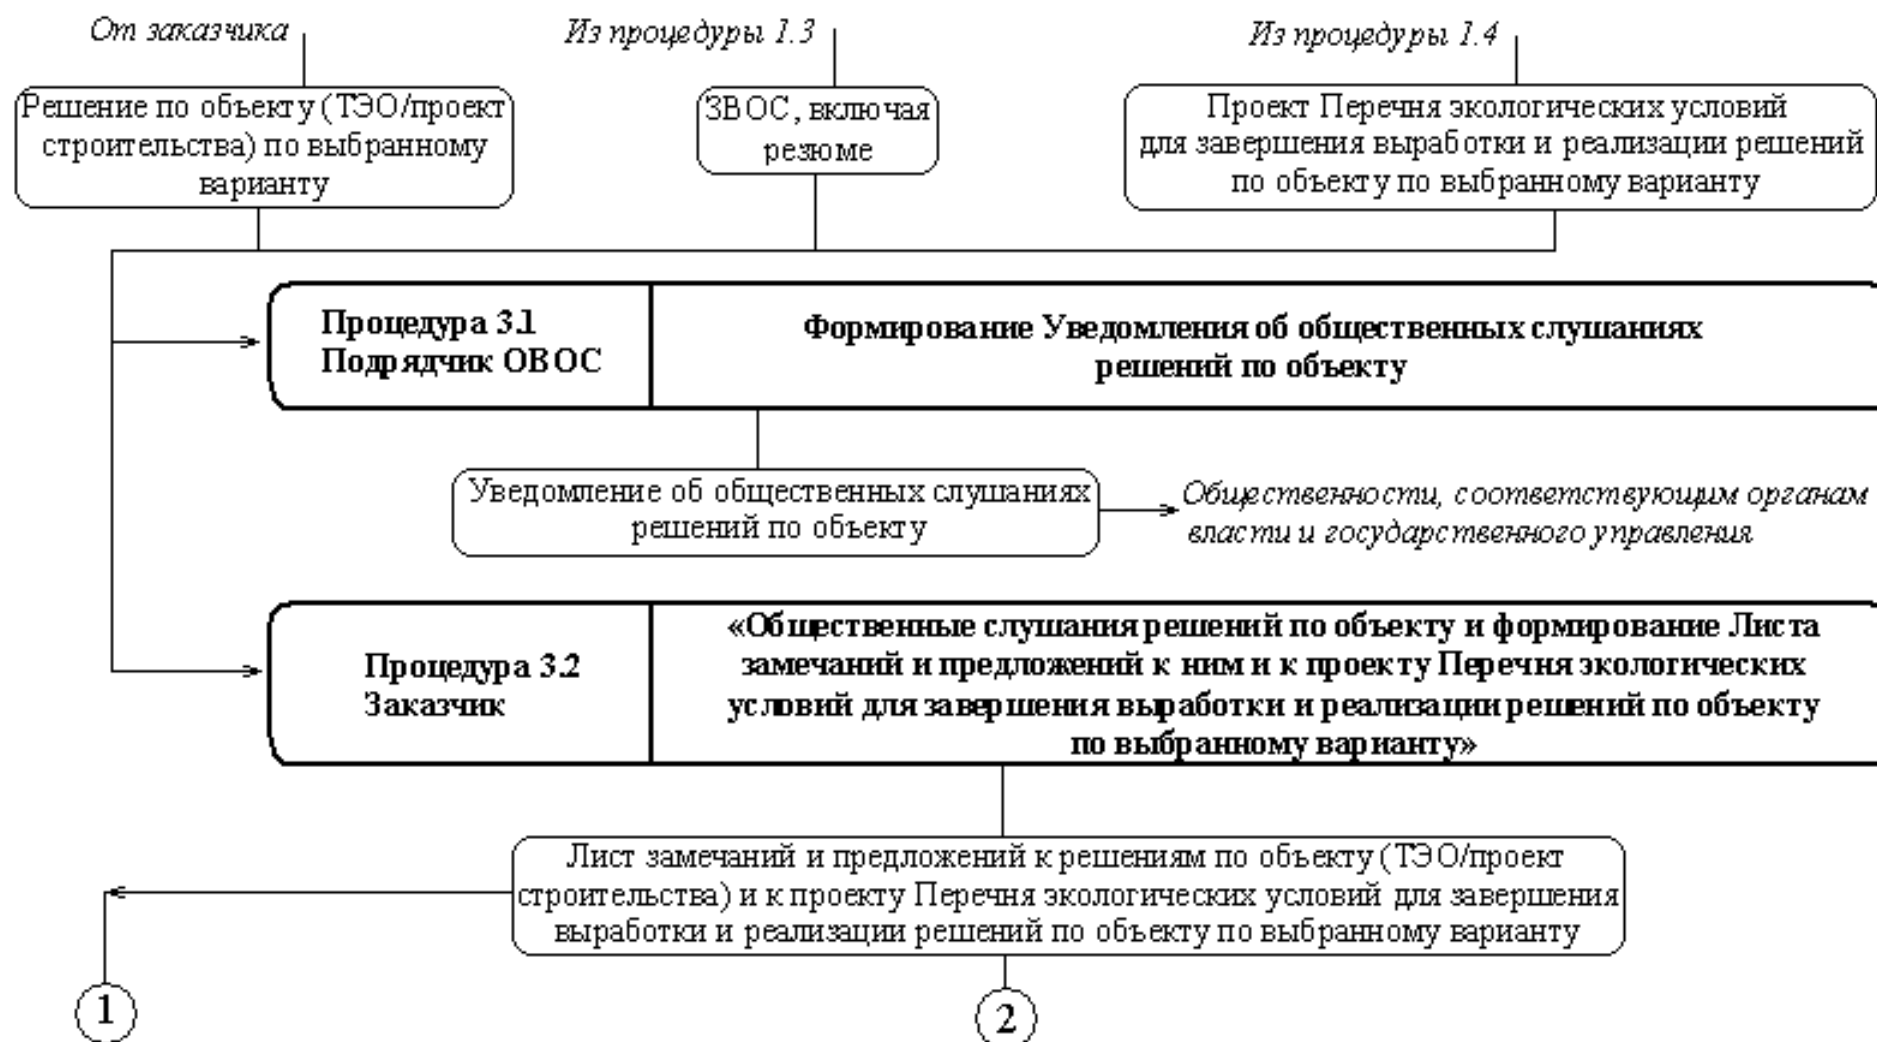 От заказчика
Из процедуры 1.3
Из процедуры 1.4
Решение по объекту (ТЭО/проект
строительства) по выбранному
варианту
ЗВОС, включая
резюме
Проект Перечня экологических условий
для завершения выработки и реализации решений
по объекту по выбранному варианту
Процедура 3.1
Подрядчик ОВОС
Формирование Уведомления об общественных слушаниях
решений по объекту
Уведомление об общественных слушаниях
решений по объекту
Общественности, соответствующим органам
власти и государственного управления
Процедура 3.2
Заказчик
«Общественные слушания решений по объекту и формирование Листа
замечаний и предложений к ним и к проекту Перечня экологических
условий для завершения выработки и реализации решений по объекту
по выбранному варианту»
Лист замечаний и предложений к решениям по объекту (ТЭО/проект
строительства) и к проекту Перечня экологических условий для завершения
выработки и реализации решений по объекту по выбранному варианту
1
2